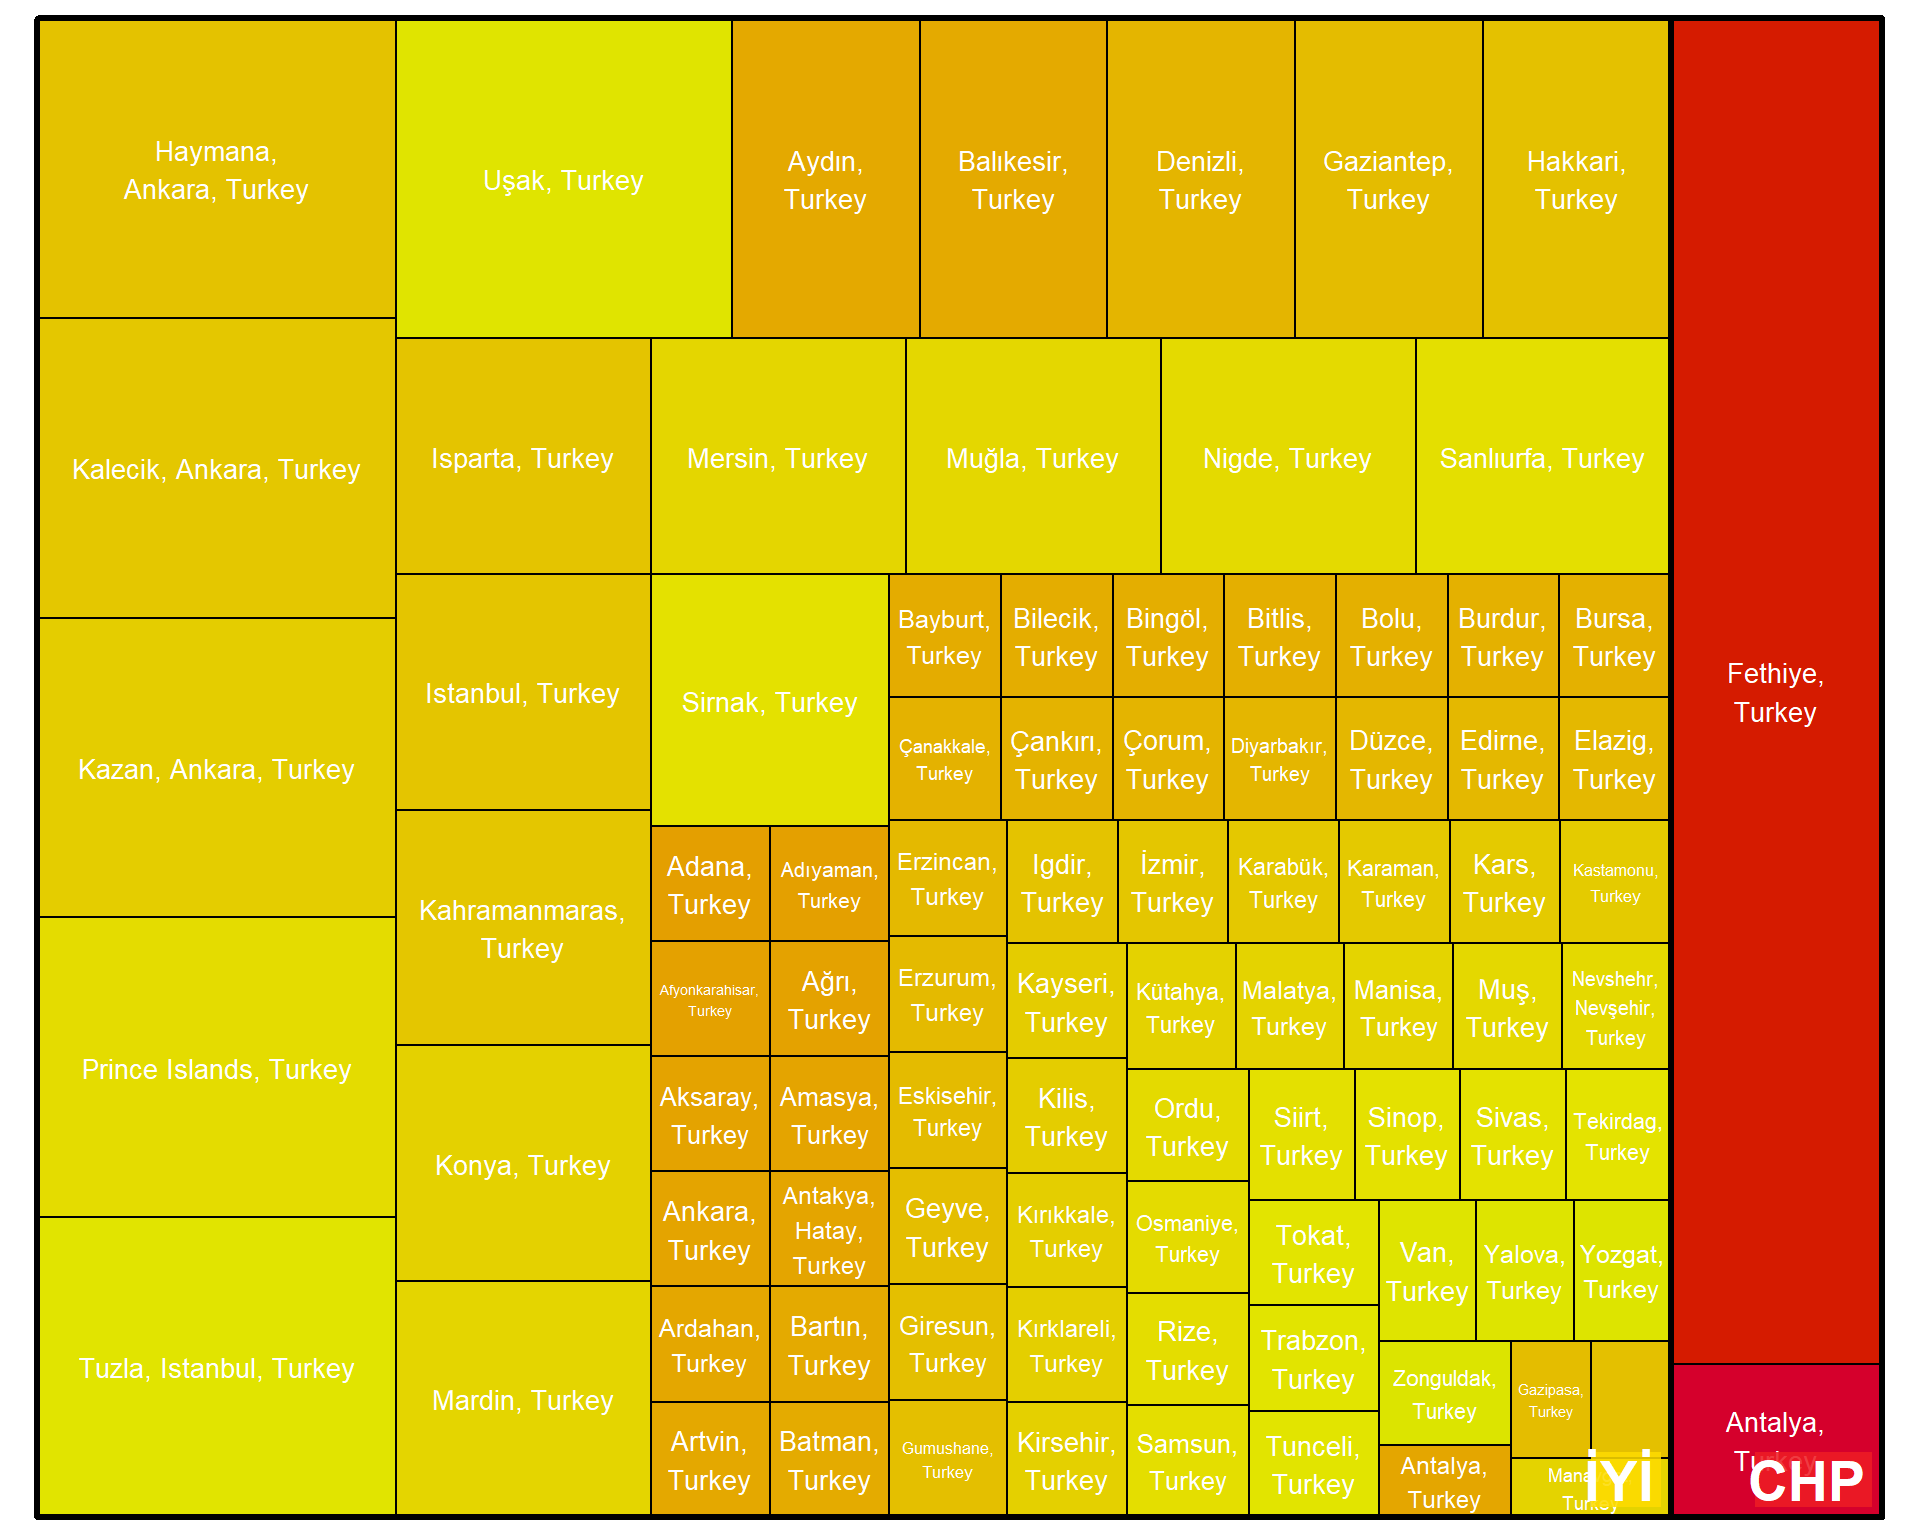 Haymana,
Ankara, Turkey
Kalecik, Ankara, Turkey
Kazan, Ankara, Turkey
Prince Islands, Turkey
Tuzla, Istanbul, Turkey
Uşak, Turkey
Aydın,
Turkey
Balıkesir,
Turkey
Denizli,
Turkey
Gaziantep,
Turkey
Hakkari,
Turkey
Isparta, Turkey
Mersin, Turkey
Muğla, Turkey
Nigde, Turkey
Sanlıurfa, Turkey
Istanbul, Turkey
Kahramanmaras,
Turkey
Konya, Turkey
Mardin, Turkey
Sirnak, Turkey
Adana,
Turkey
Adıyaman,
Turkey
Afyonkarahisar,
Turkey
Ağrı,
Turkey
Aksaray,
Turkey
Amasya,
Turkey
Ankara,
Turkey
Antakya,
Hatay,
Turkey
Ardahan,
Turkey
Bartın,
Turkey
Artvin,
Turkey
Batman,
Turkey
Bayburt,
Turkey
Bilecik,
Turkey
Bingöl,
Turkey
Bitlis,
Turkey
Bolu,
Turkey
Burdur,
Turkey
Bursa,
Turkey
Çanakkale,
Turkey
Çankırı,
Turkey
Çorum,
Turkey
Diyarbakır,
Turkey
Düzce,
Turkey
Edirne,
Turkey
Elazig,
Turkey
Erzincan,
Turkey
Erzurum,
Turkey
Eskisehir,
Turkey
Geyve,
Turkey
Giresun,
Turkey
Gumushane,
Turkey
Igdir,
Turkey
İzmir,
Turkey
Karabük,
Turkey
Karaman,
Turkey
Kars,
Turkey
Kastamonu,
Turkey
Kayseri,
Turkey
Kilis,
Turkey
Kırıkkale,
Turkey
Kırklareli,
Turkey
Kirsehir,
Turkey
Kütahya,
Turkey
Malatya,
Turkey
Manisa,
Turkey
Muş,
Turkey
Nevshehr,
Nevşehir,
Turkey
Ordu,
Turkey
Osmaniye,
Turkey
Rize,
Turkey
Samsun,
Turkey
Siirt,
Turkey
Sinop,
Turkey
Sivas,
Turkey
Tekirdag,
Turkey
Tokat,
Turkey
Trabzon,
Turkey
Tunceli,
Turkey
Van,
Turkey
Yalova,
Turkey
Yozgat,
Turkey
Zonguldak,
Turkey
Antalya,
Turkey
Gazipasa,
Turkey
Turkey
İYİ
Fethiye,
Turkey
Antalya,
Turkey
CHP